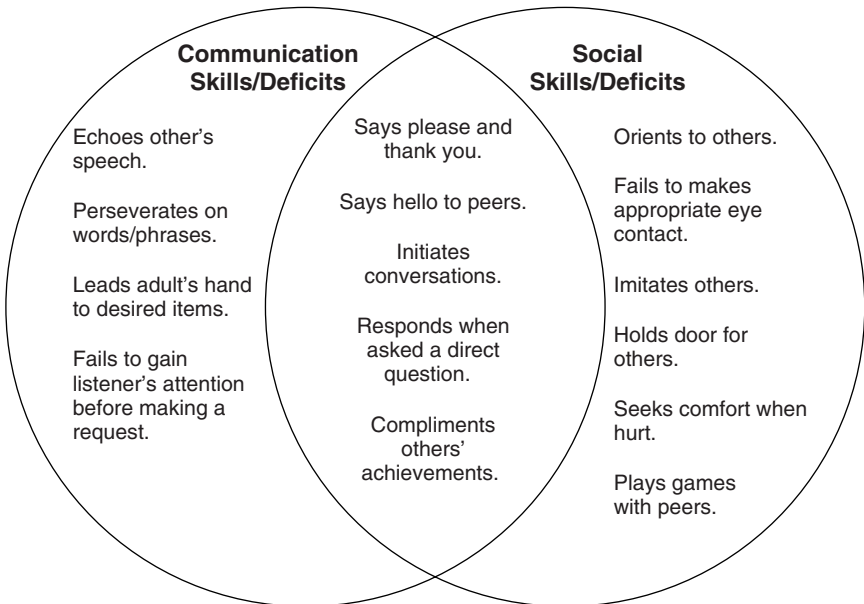 Communication
Skills/Deficits
Echoes other's
speech.
Perseverates on
words/phrases.
Leads adult's hand
to desired items.
Fails to gain
listener's attention
before making a
request.
Says please and
thank you.
Says hello to peers.
Initiates
conversations.
Responds when
asked a direct
question.
Compliments
others'
achievements.
Social
Skills/Deficits
Orients to others.
Fails to makes
appropriate eye
contact.
Imitates others.
Holds door for
others.
Seeks comfort when
hurt.
Plays games
with peers.